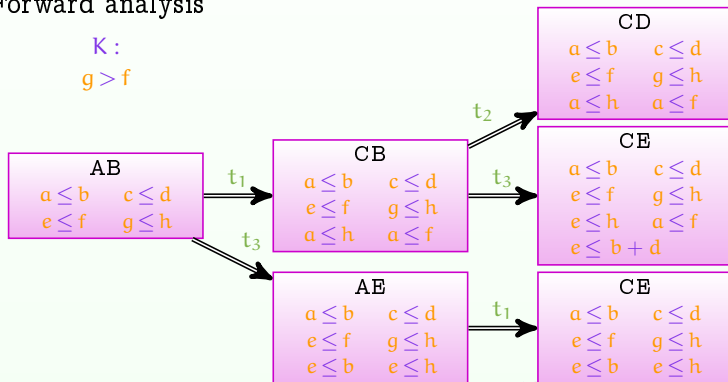 Forward analysis
K :
g > f
AB
a ≤ b c ≤ d
e ≤ f g ≤ h
t₁
t₃
CB
a ≤ b c ≤ d
e ≤ f g ≤ h
a ≤ h a ≤ f
t₂
t₃
AE
a ≤ b c ≤ d
e ≤ f g ≤ h
e ≤ b e ≤ h
t₁
CD
a ≤ b c ≤ d
e ≤ f g ≤ h
a ≤ h a ≤ f
CE
a ≤ b c ≤ d
e ≤ f g ≤ h
e ≤ h a ≤ f
e ≤ b + d
CE
a ≤ b c ≤ d
e ≤ f g ≤ h
e ≤ b e ≤ h